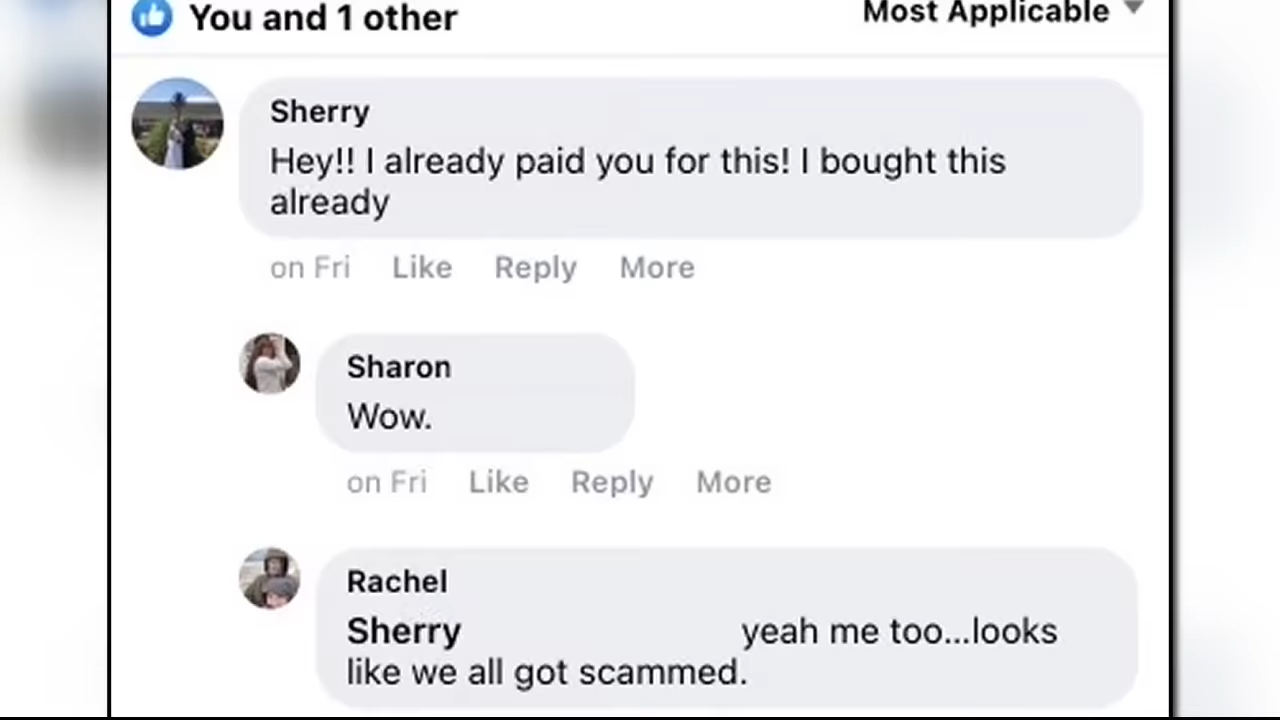 You and 1 other
Most Applicable
Sherry
Hey!! I already paid you for this! I bought this
already
on Fri Like Reply More
Sharon
Wow.
on Fri Like Reply More
Rachel
Sherry yeah me too...looks
like we all got scammed.